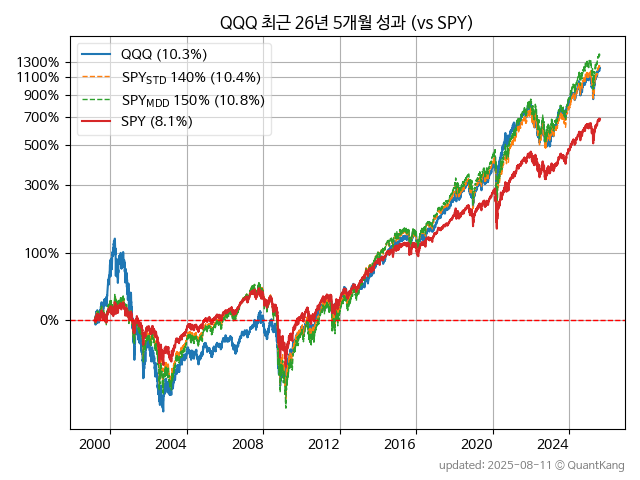 QQQ 최근 26년 5개월 성과 (vs SPY)
QQQ (10.3%)
SPY_STD 140% (10.4%)
SPY_MDD 150% (10.8%)
SPY (8.1%)
1300%
1100%
900%
700%
500%
300%
100%
0%
2000 2004 2008 2012 2016 2020 2024
updated: 2025-08-11 © QuantKang